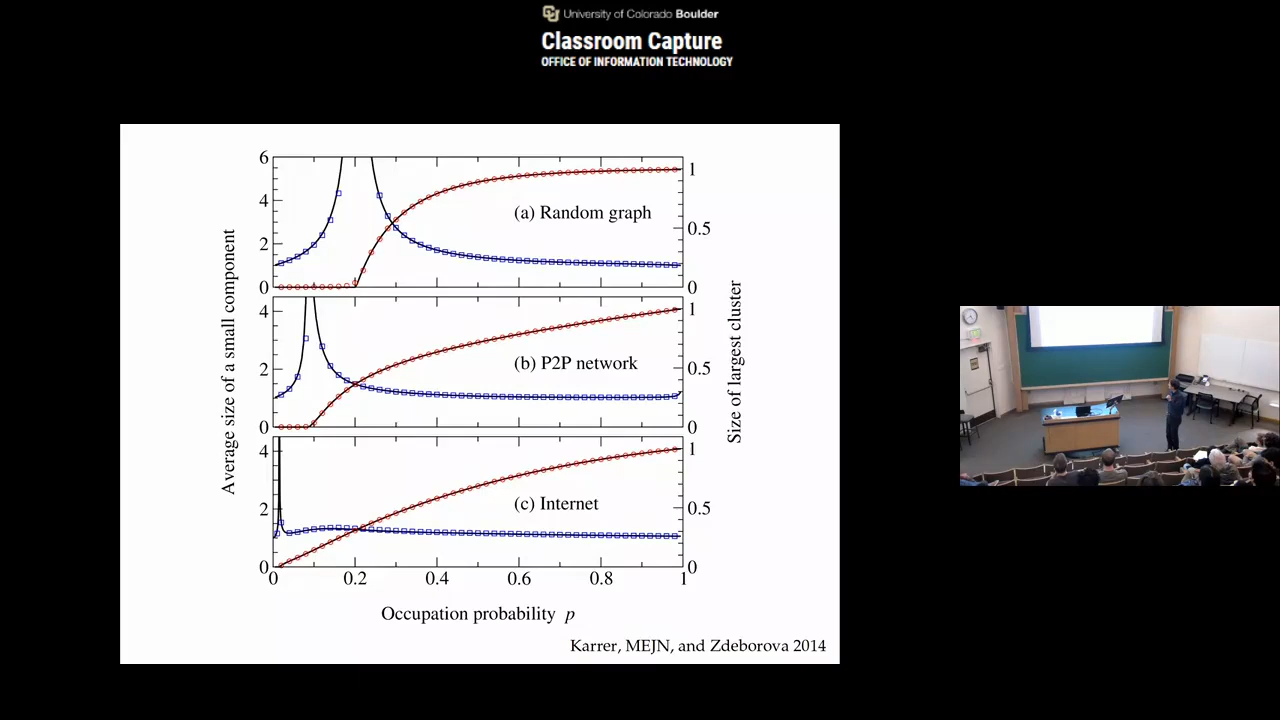 University of Colorado Boulder
Classroom Capture
OFFICE OF INFORMATION TECHNOLOGY
6
4
2
0
1
0.5
0
(a) Random graph
4
2
0
1
0.5
0
(b) P2P network
4
2
0
1
0.5
0
(c) Internet
Average size of a small component
Size of largest cluster
0 0.2 0.4 0.6 0.8 1
Occupation probability p
Karrer, MEJN, and Zdeborova 2014